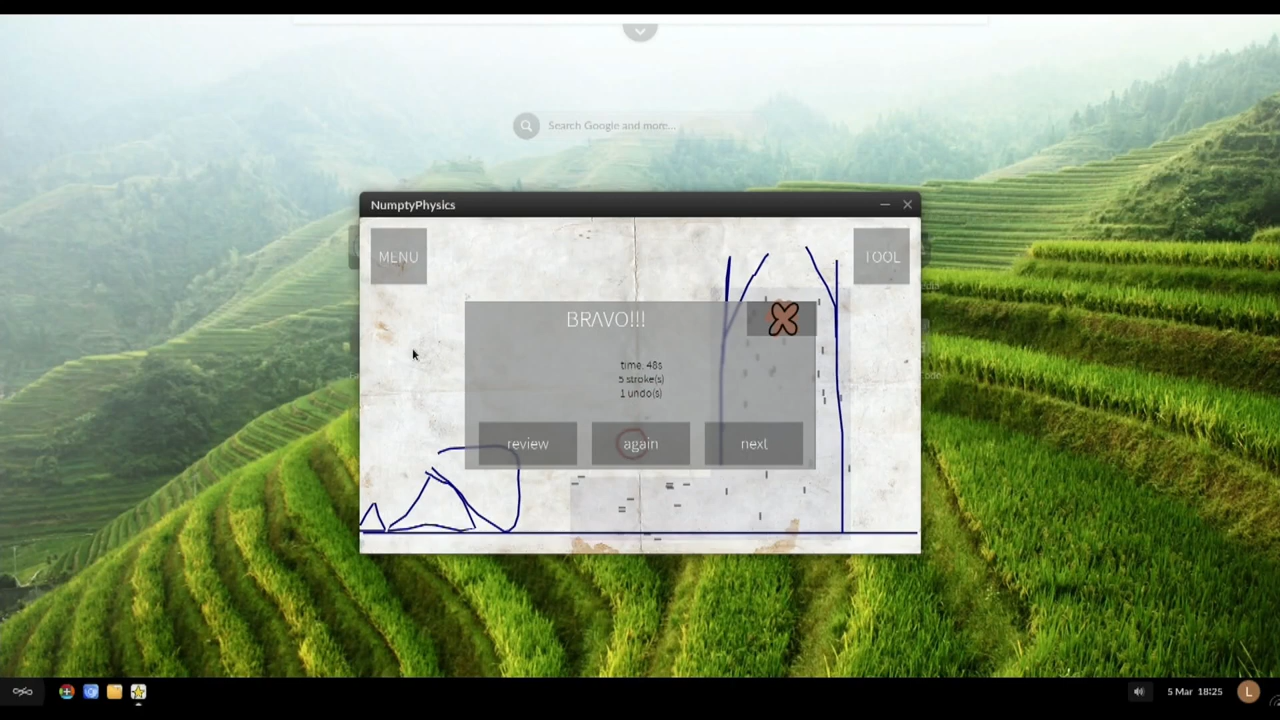 Search Google and more...
NumptyPhysics
MENU
TOOL
BRAVO!!!
time. 48s
5 stroke(s)
1 undo(s)
review
again
next
5 Mar 18:25
L